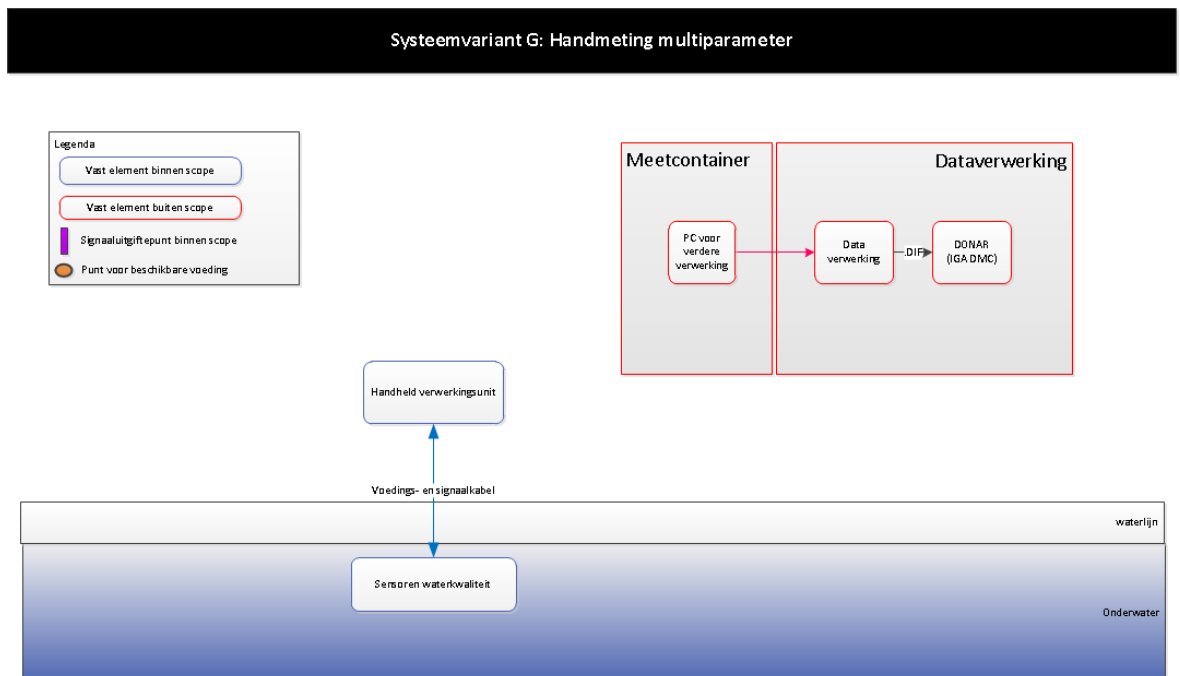 Systeemvariant G: Handmeting multiparameter
Legenda
Vast element binnen scope
Vast element buiten scope
Signaaluitgiftepunt binnen scope
Punt voor beschikbare voeding
Meetcontainer
Dataverwerking
PC voor
verdere
verwerking
Data
verwerking
.DIF
DONAR
(IGA DMC)
Handheld verwerkingsunit
Voedings- en signaalkabel
waterlijn
Sensoren waterkwaliteit
Onderwater